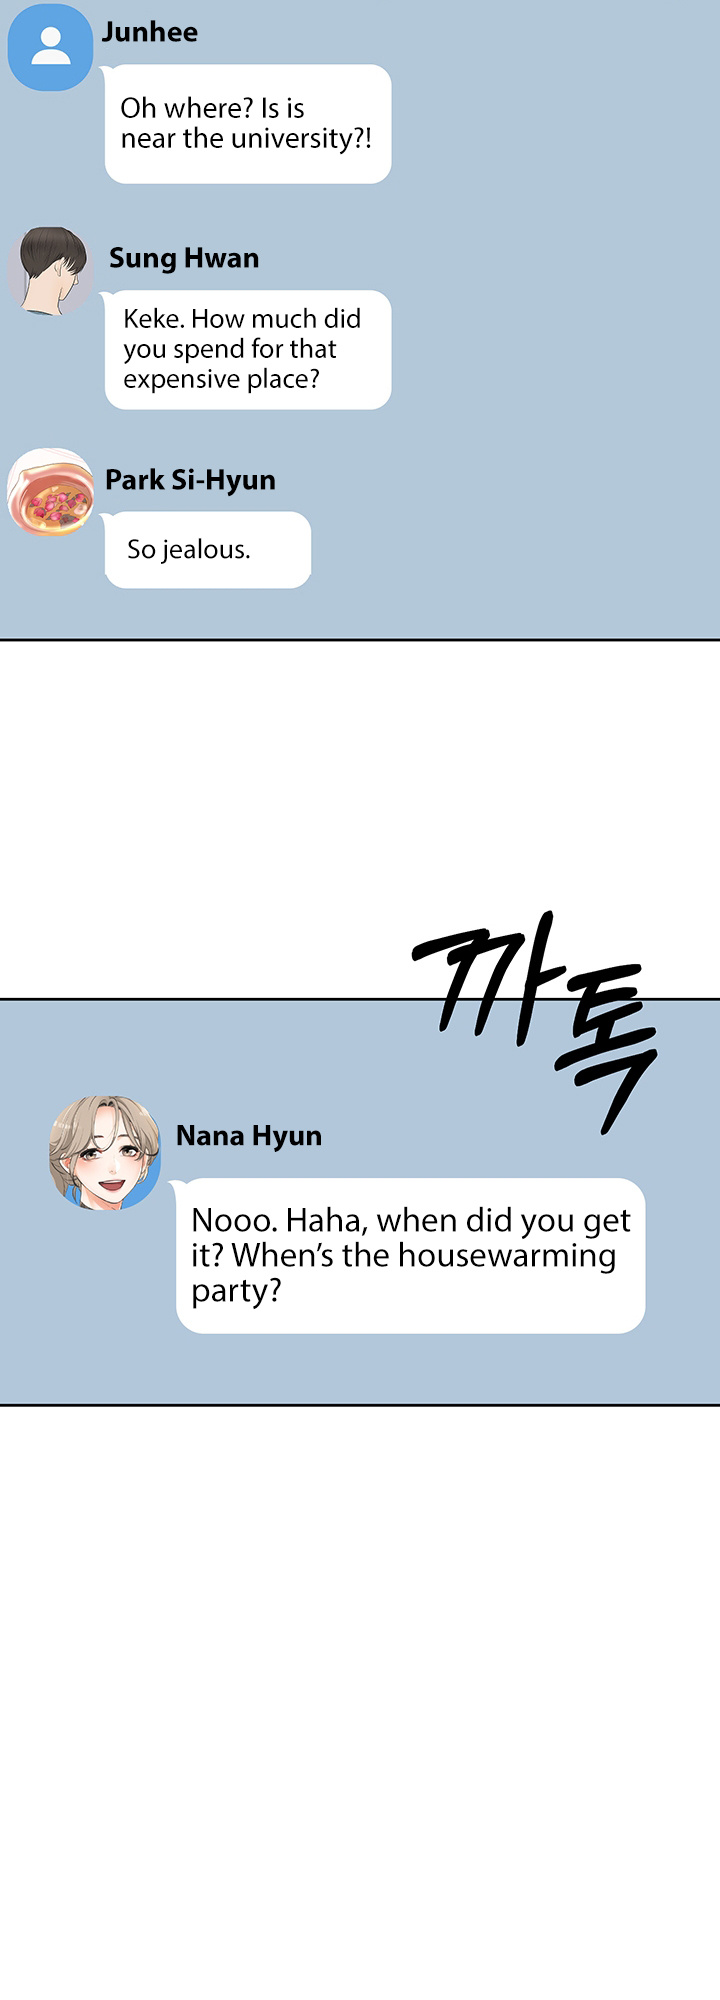 Junhee
Oh where? Is is
near the university?!
Sung Hwan
Keke. How much did
you spend for that
expensive place?
Park Si-Hyun
So jealous.
까톡
Nana Hyun
Nooo. Haha, when did you get
it? When’s the housewarming
party?